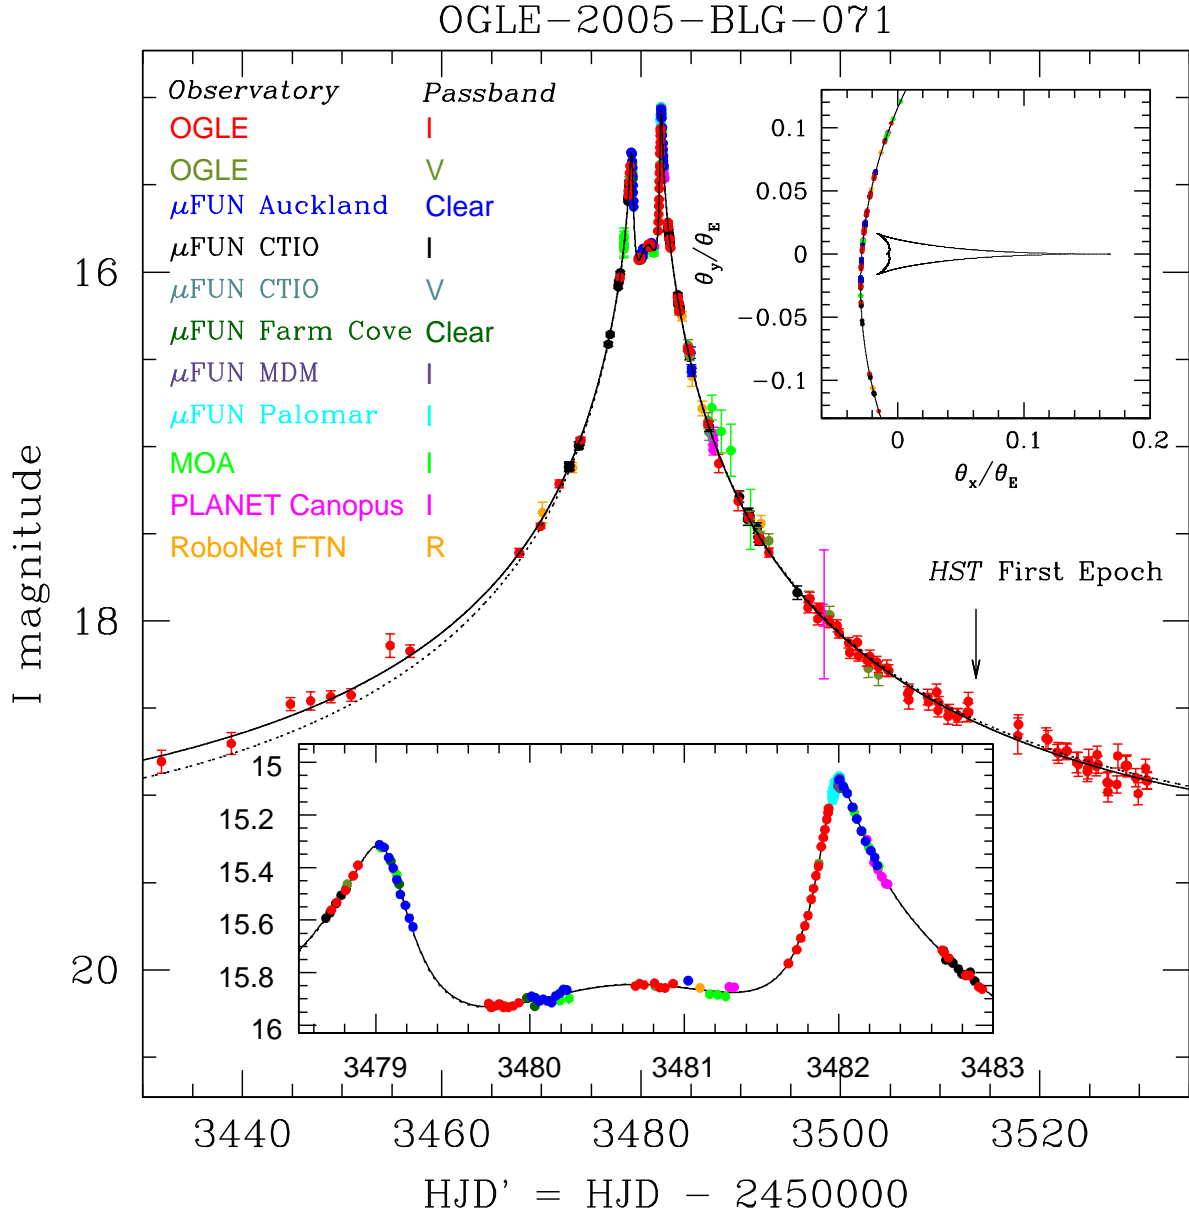 OGLE-2005-BLG-071
Observatory Passband
OGLE I
OGLE V
μFUN Auckland Clear
μFUN CTIO I
μFUN CTIO V
μFUN Farm Cove Clear
μFUN MDM I
μFUN Palomar I
MOA I
PLANET Canopus I
RoboNet FTN R
0.1
0.05
0
-0.05
-0.1
θy/θE
0 0.1 0.2
θx/θE
HST First Epoch
16
18
20
I magnitude
15
15.2
15.4
15.6
15.8
16
3479 3480 3481 3482 3483
3440 3460 3480 3500 3520
HJD' = HJD - 2450000